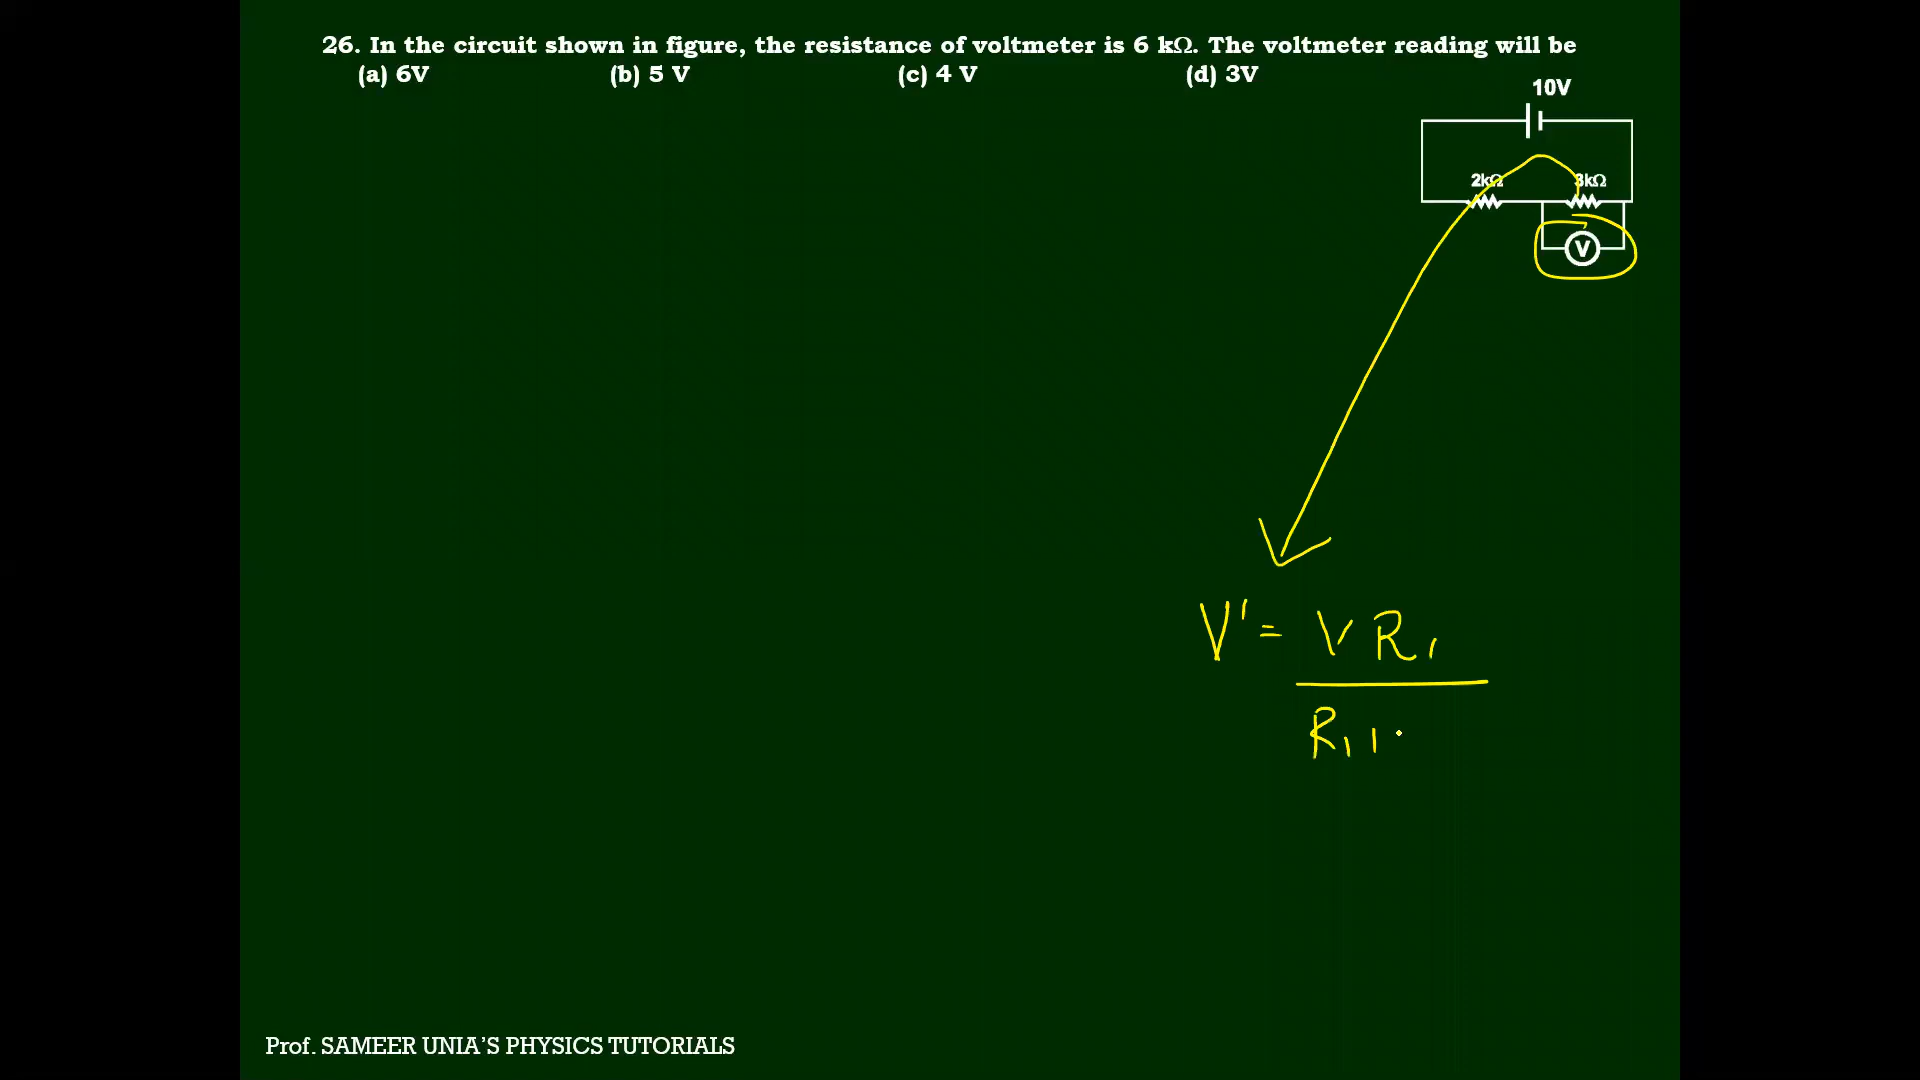 26. In the circuit shown in figure, the resistance of voltmeter is 6 kΩ. The voltmeter reading will be
(a) 6V (b) 5 V (c) 4 V (d) 3V
10V
2kΩ 3kΩ
V
V' = V R₁
R₁
Prof. SAMEER UNIA'S PHYSICS TUTORIALS